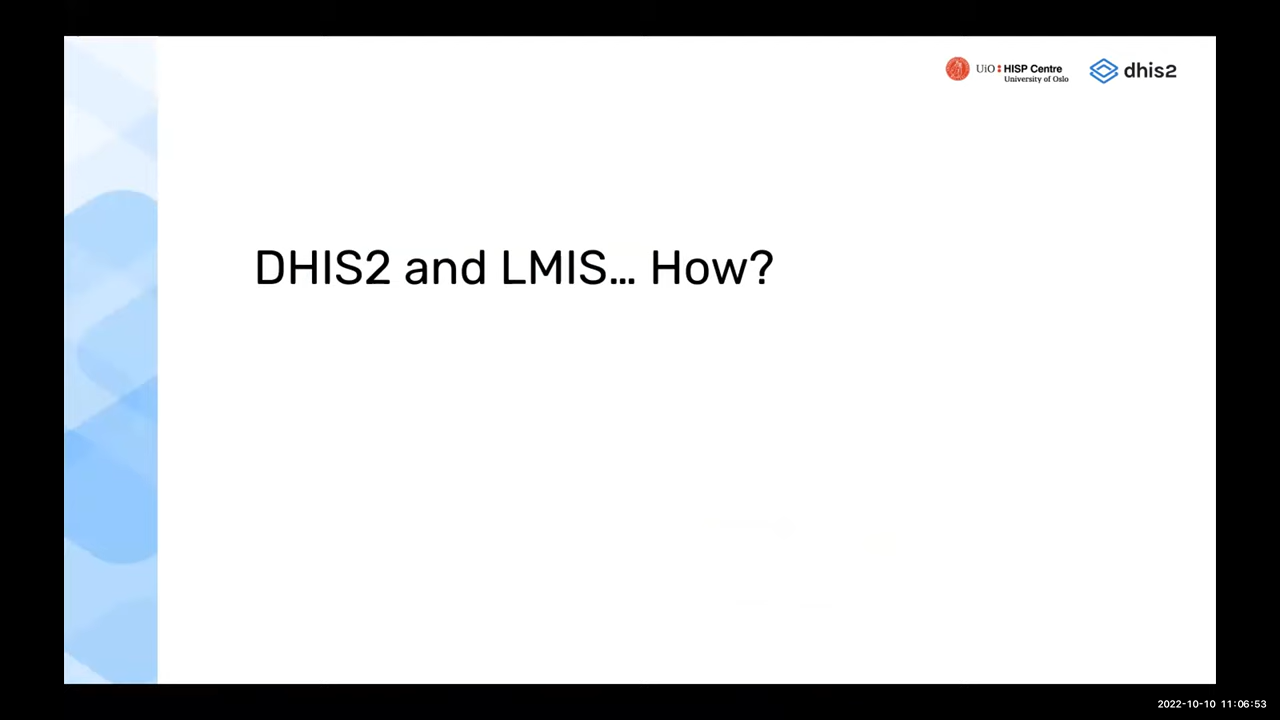 UiO : HISP Centre
University of Oslo
dhis2
DHIS2 and LMIS... How?
2022-10-10 11:06:53